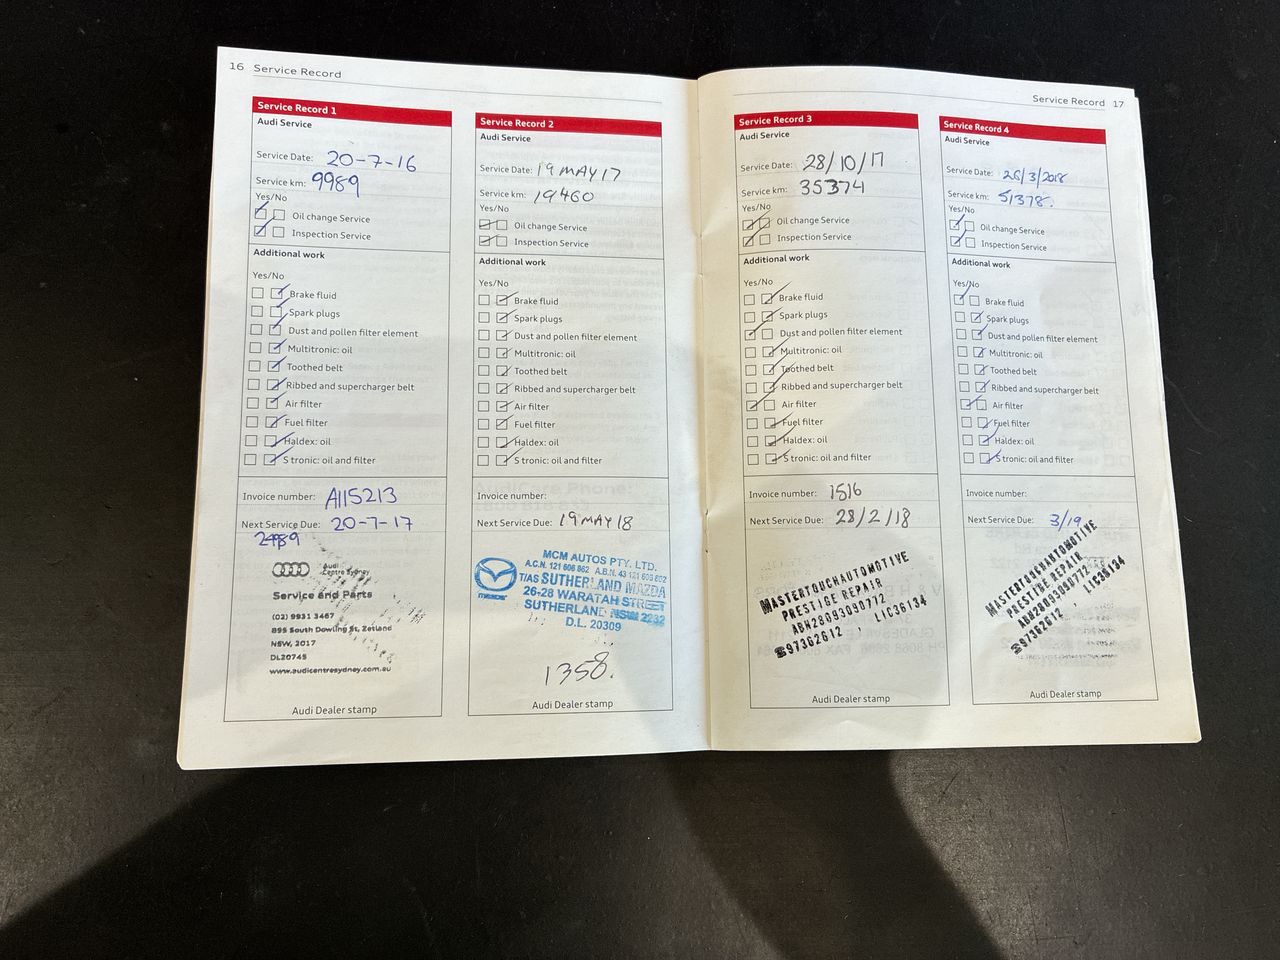 16 Service Record
Service Record 1
Audi Service
Service Date: 20-7-16
Service km: 9989
Yes/No
Oil change Service
Inspection Service
Additional work
Yes/No
Brake fluid
Spark plugs
Dust and pollen filter element
Multitronic: oil
Toothed belt
Ribbed and supercharger belt
Air filter
Fuel filter
Haldex: oil
S tronic: oil and filter
Invoice number: A115213
Next Service Due: 20-7-17
Audi
Centre Sydney
Service and Parts
(02) 9931 3467
895 South Dowling St, Zetland
NSW, 2017
DL20745
www.audicentresydney.com.au
Audi Dealer stamp
Service Record 2
Audi Service
Service Date: 19 MAY 17
Service km: 19460
Yes/No
Oil change Service
Inspection Service
Additional work
Yes/No
Brake fluid
Spark plugs
Dust and pollen filter element
Multitronic: oil
Toothed belt
Ribbed and supercharger belt
Air filter
Fuel filter
Haldex: oil
S tronic: oil and filter
Invoice number:
Next Service Due: 19 MAY 18
MCM AUTOS PTY. LTD.
A.C.N. 121 606 862 A.B.N. 43 121 606 862
T/AS SUTHERLAND MAZDA
26-28 WARATAH STREET
SUTHERLAND NSW 2232
D.L. 20309
mazda
1358.
Audi Dealer stamp
Service Record 17
Service Record 3
Audi Service
Service Date: 28/10/17
Service km: 35374
Yes/No
Oil change Service
Inspection Service
Additional work
Yes/No
Brake fluid
Spark plugs
Dust and pollen filter element
Multitronic: oil
Toothed belt
Ribbed and supercharger belt
Air filter
Fuel filter
Haldex: oil
S tronic: oil and filter
Invoice number: 1516
Next Service Due: 28/2/18
MASTERTOUCHAUTOMOTIVE
PRESTIGE REPAIR
ABN28093090772
☎97362612 , LIC36134
Audi Dealer stamp
Service Record 4
Audi Service
Service Date: 26/3/2018
Service km: 51378.
Yes/No
Oil change Service
Inspection Service
Additional work
Yes/No
Brake fluid
Spark plugs
Dust and pollen filter element
Multitronic: oil
Toothed belt
Ribbed and supercharger belt
Air filter
Fuel filter
Haldex: oil
S tronic: oil and filter
Invoice number:
Next Service Due: 3/19
MASTERTOUCHAUTOMOTIVE
PRESTIGE REPAIR
ABN28093090772
☎97362612 , LIC36134
Audi Dealer stamp